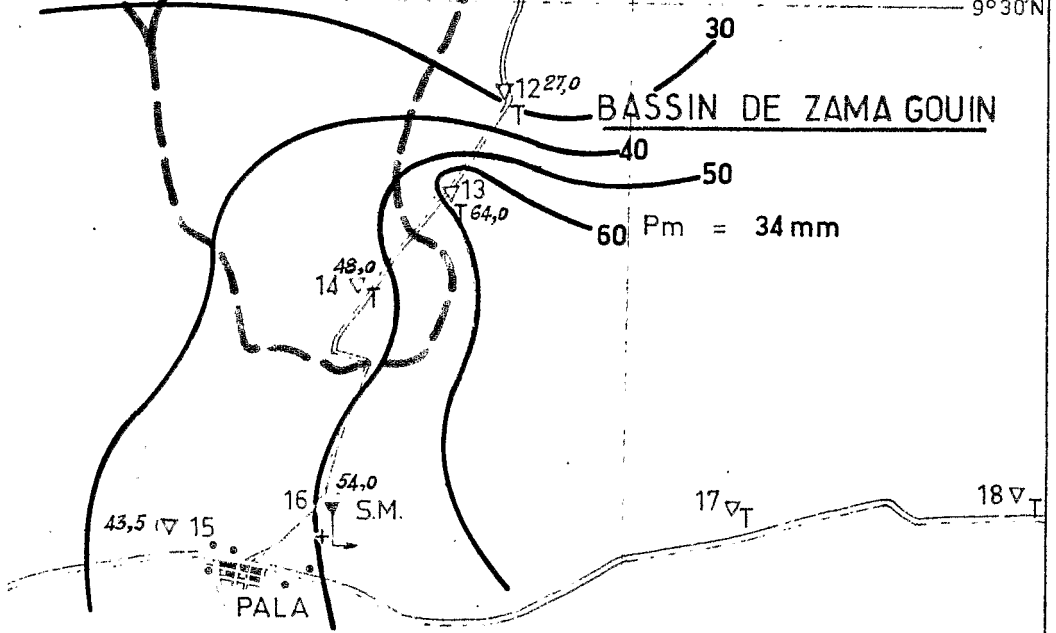 9°30'N
30
12 27,0
T
BASSIN DE ZAMA GOUIN
40
50
13
T 64,0
60 Pm = 34 mm
48,0
14 T
54,0
16 S.M.
43,5 15
17 T
18 T
PALA